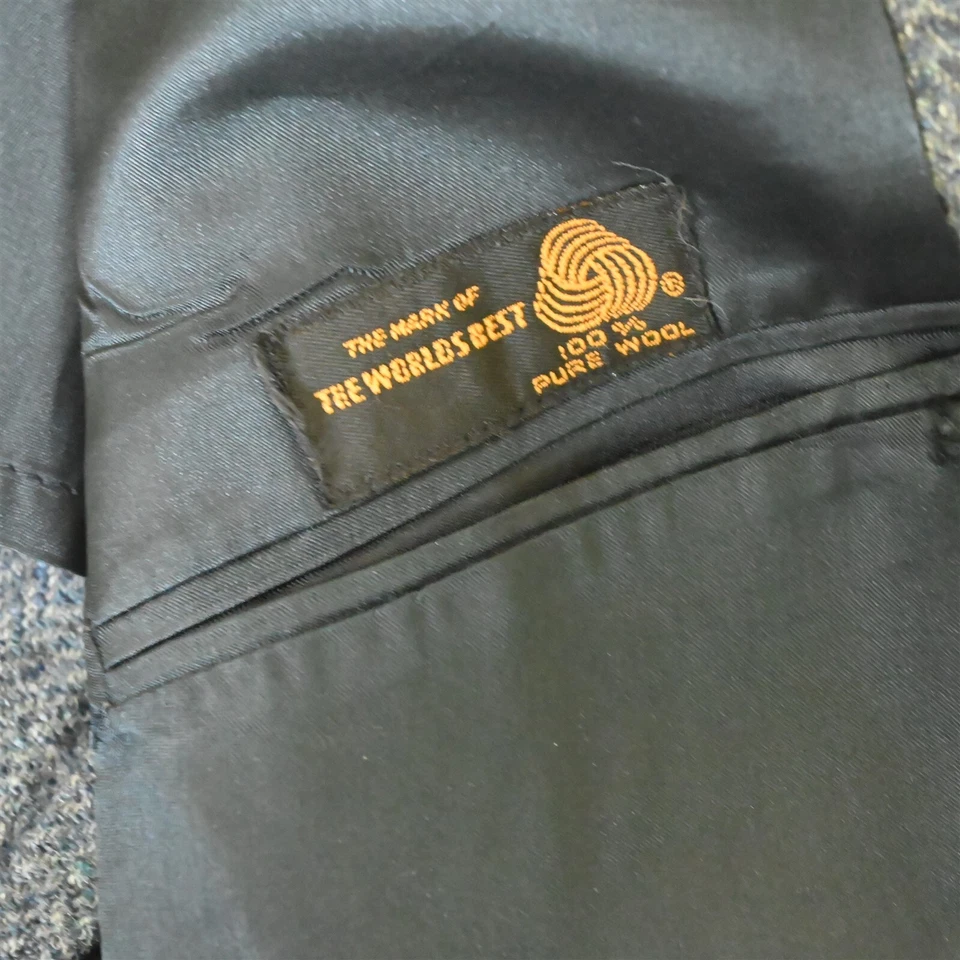 THE MARK OF
THE WORLDS BEST
®
100 %
PURE WOOL